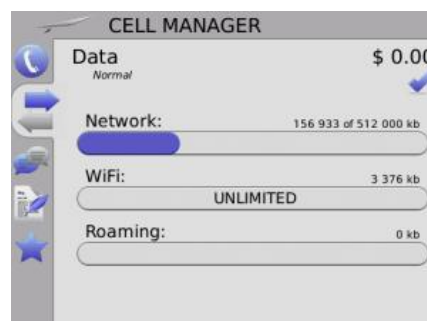 CELL MANAGER
Data
$ 0.00
Normal
Network:
156 933 of 512 000 kb
WiFi:
3 376 kb
UNLIMITED
Roaming:
0 kb